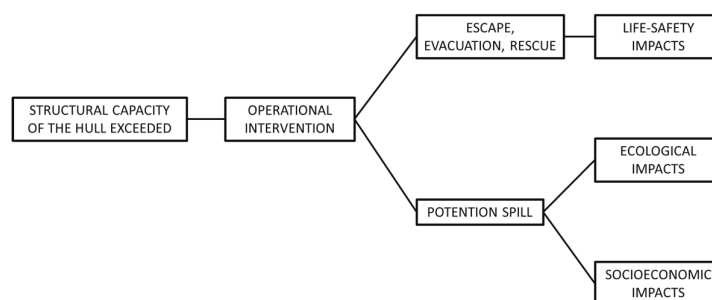 STRUCTURAL CAPACITY
OF THE HULL EXCEEDED
OPERATIONAL
INTERVENTION
ESCAPE,
EVACUATION, RESCUE
LIFE-SAFETY
IMPACTS
POTENTION SPILL
ECOLOGICAL
IMPACTS
SOCIOECONOMIC
IMPACTS